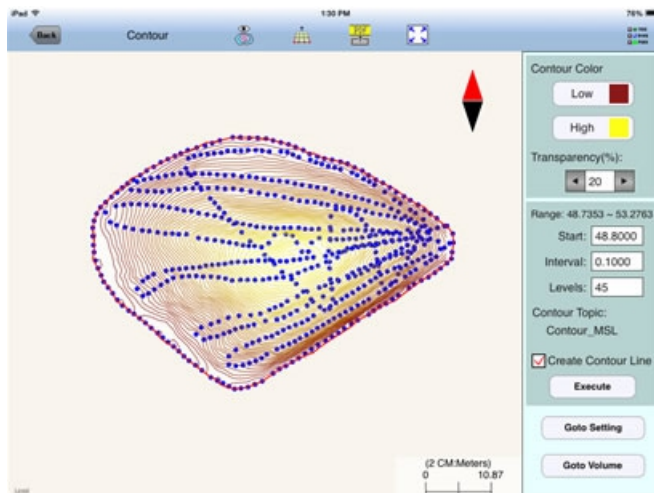 iPad
1:30 PM
76%
Back
Contour
PDF
Contour Color
Low
High
Transparency(%):
20
Range: 48.7353 ~ 53.2763
Start: 48.8000
Interval: 0.1000
Levels: 45
Contour Topic:
Contour_MSL
Create Contour Line
Execute
Goto Setting
Goto Volume
(2 CM:Meters)
0 10.87